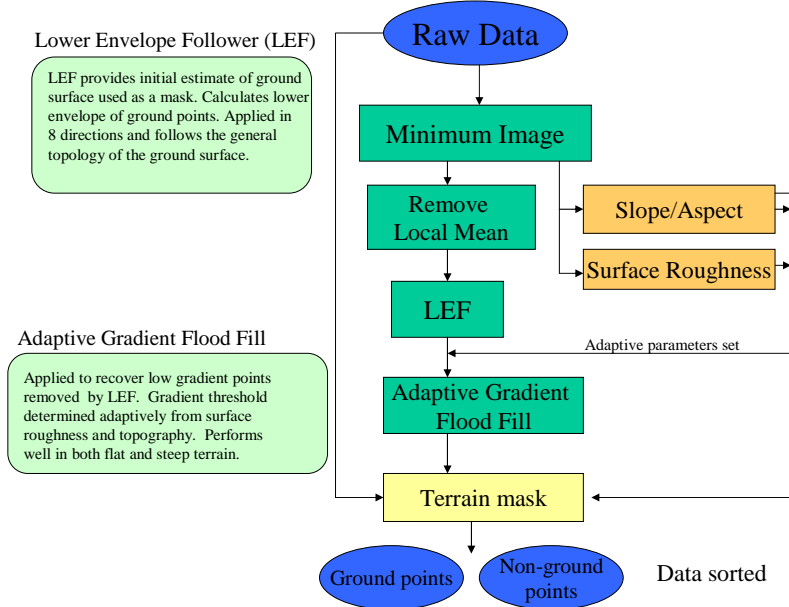 Lower Envelope Follower (LEF)
LEF provides initial estimate of ground
surface used as a mask. Calculates lower
envelope of ground points. Applied in
8 directions and follows the general
topology of the ground surface.
Raw Data
Minimum Image
Remove
Local Mean
Slope/Aspect
Surface Roughness
LEF
Adaptive parameters set
Adaptive Gradient Flood Fill
Applied to recover low gradient points
removed by LEF. Gradient threshold
determined adaptively from surface
roughness and topography. Performs
well in both flat and steep terrain.
Adaptive Gradient
Flood Fill
Terrain mask
Ground points
Non-ground
points
Data sorted